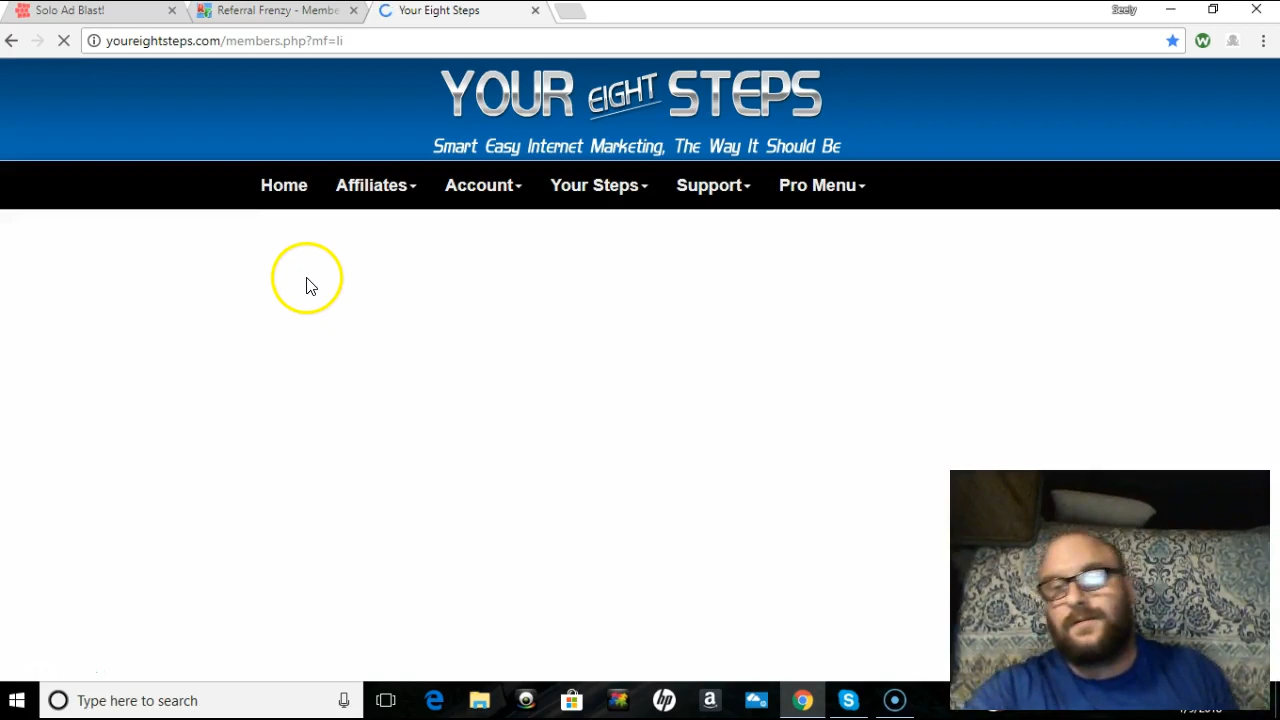 Solo Ad Blast!
Referral Frenzy - Membe
Your Eight Steps
Seely
youreightsteps.com/members.php?mf=li
YOUR EIGHT STEPS
Smart Easy Internet Marketing, The Way It Should Be
Home Affiliates Account Your Steps Support Pro Menu
Type here to search